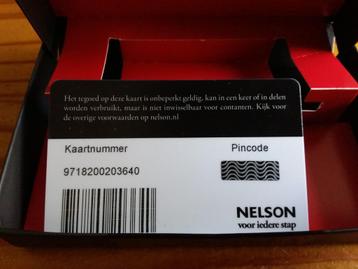 Het tegoed op deze kaart is onbeperkt geldig, kan in een keer of in delen
worden verbruikt, maar is niet inwisselbaar voor contanten. Kijk voor
de overige voorwaarden op nelson.nl
Kaartnummer Pincode
9718200203640
NELSON
voor iedere stap